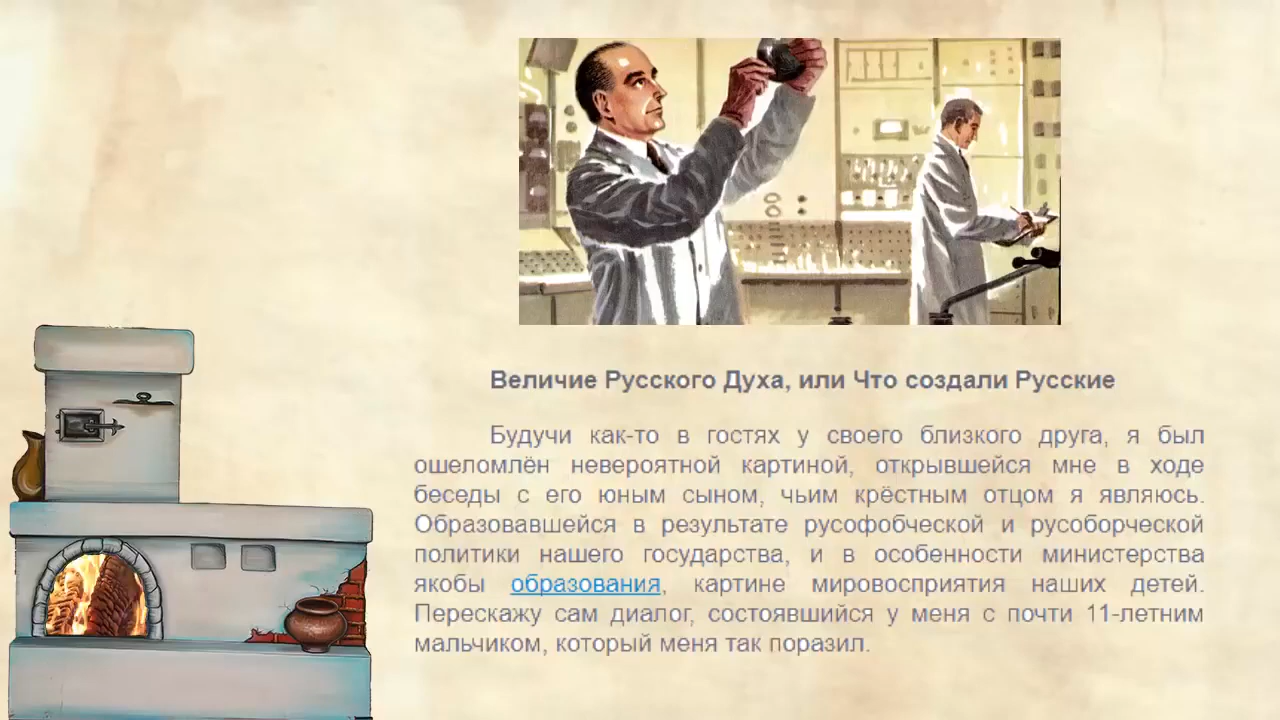 Величие Русского Духа, или Что создали Русские
Будучи как-то в гостях у своего близкого друга, я был
ошеломлён невероятной картиной, открывшейся мне в ходе
беседы с его юным сыном, чьим крёстным отцом я являюсь.
Образовавшейся в результате русофобческой и русоборческой
политики нашего государства, и в особенности министерства
якобы образования, картине мировосприятия наших детей.
Перескажу сам диалог, состоявшийся у меня с почти 11-летним
мальчиком, который меня так поразил.